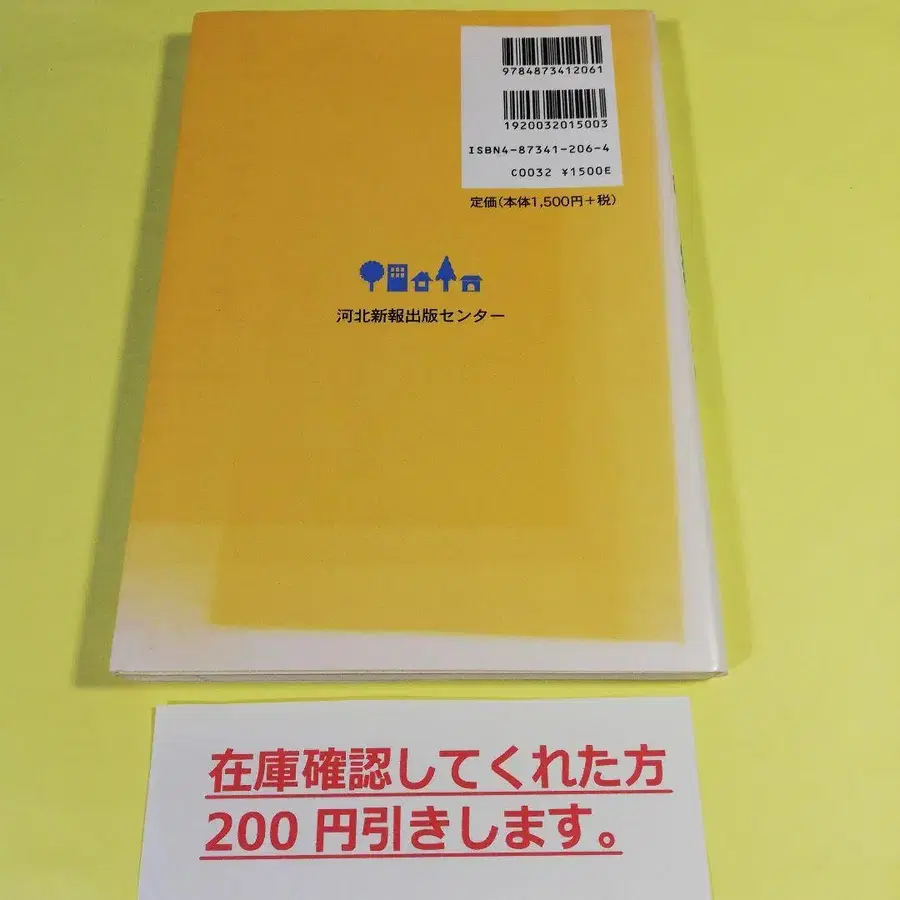 9784873412061
1920032015003
ISBN4-87341-206-4
C0032 ¥1500E
定価(本体1,500円+税)
河北新報出版センター
在庫確認してくれた方
200 円引きします。